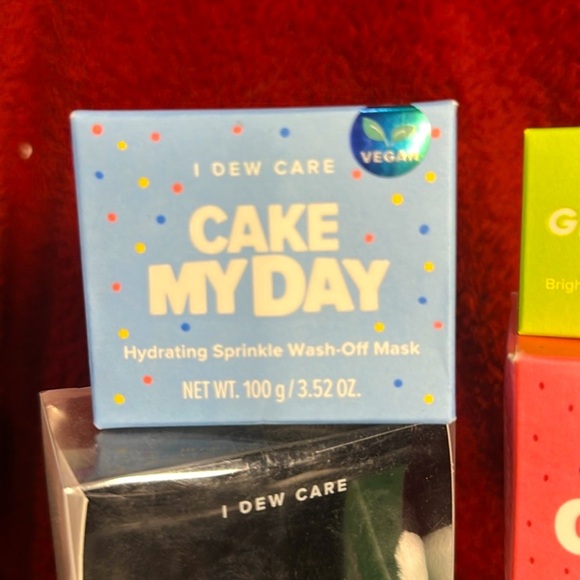 VEGAN
I DEW CARE
CAKE
MY DAY
Hydrating Sprinkle Wash-Off Mask
NET WT. 100 g / 3.52 OZ.
I DEW CARE
G
Brigh